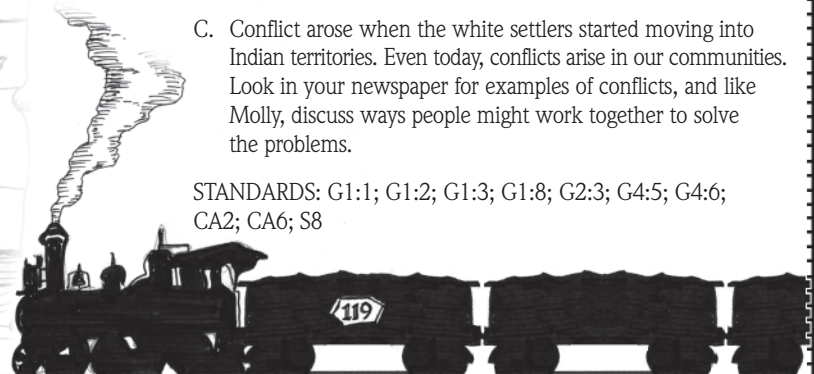 C. Conflict arose when the white settlers started moving into
Indian territories. Even today, conflicts arise in our communities.
Look in your newspaper for examples of conflicts, and like
Molly, discuss ways people might work together to solve
the problems.
STANDARDS: G1:1; G1:2; G1:3; G1:8; G2:3; G4:5; G4:6;
CA2; CA6; S8
119